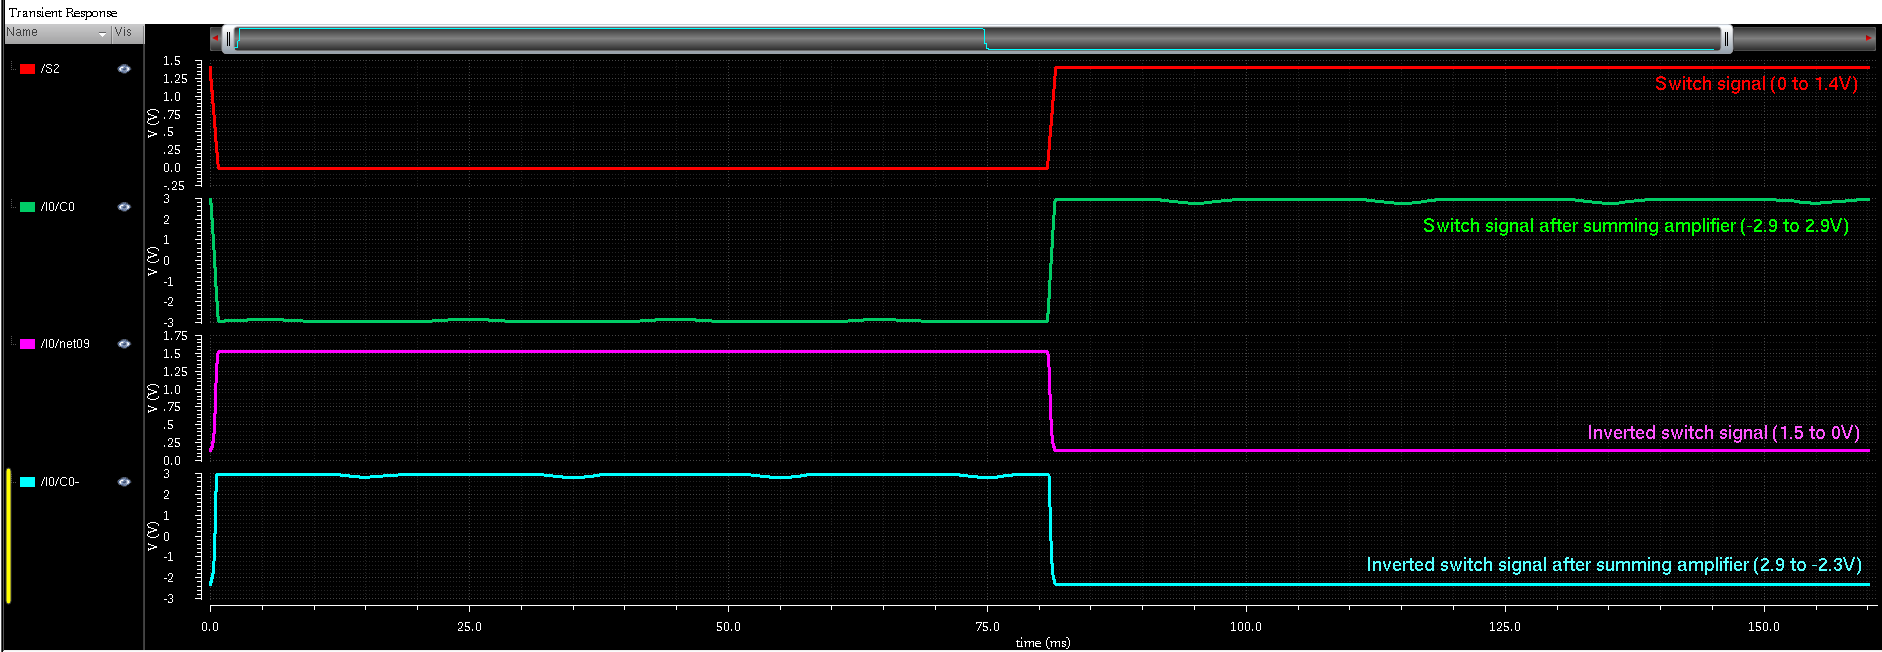 Transient Response
Name Vis
/S2
V (V)
1.5
1.25
1.0
.75
.5
.25
0.0
-.25
Switch signal (0 to 1.4V)
/I0/C0
V (V)
3
2
1
0
-1
-2
-3
Switch signal after summing amplifier (-2.9 to 2.9V)
/I0/net09
V (V)
1.75
1.5
1.25
1.0
.75
.5
.25
0.0
Inverted switch signal (1.5 to 0V)
/I0/C0-
V (V)
3
2
1
0
-1
-2
-3
Inverted switch signal after summing amplifier (2.9 to -2.3V)
0.0 25.0 50.0 75.0 100.0 125.0 150.0
time (ms)